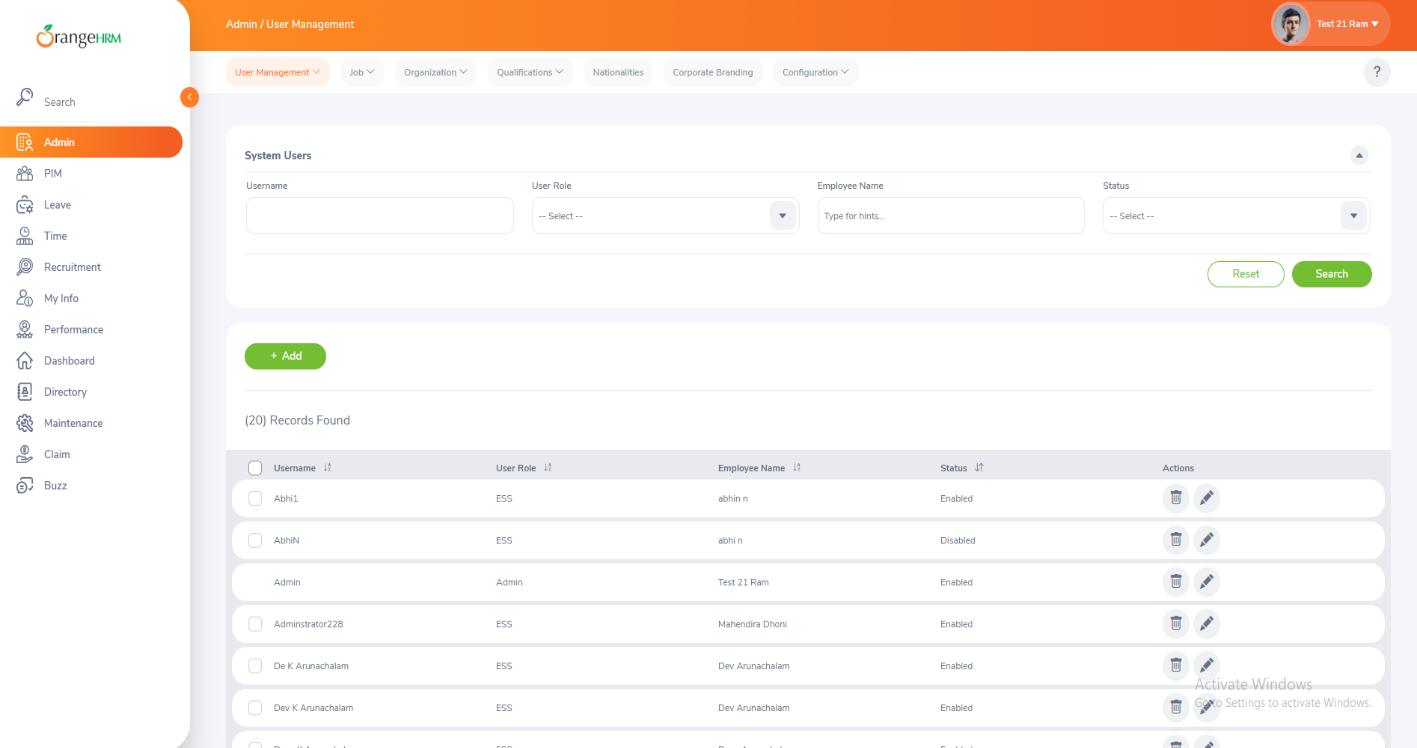 OrangeHRM
Admin / User Management
Test 21 Ram
User Management
Job
Organization
Qualifications
Nationalities
Corporate Branding
Configuration
?
Search
Admin
PIM
Leave
Time
Recruitment
My Info
Performance
Dashboard
Directory
Maintenance
Claim
Buzz
System Users
Username
User Role
Employee Name
Status
-- Select --
Type for hints...
-- Select --
Reset
Search
+ Add
(20) Records Found
Username User Role Employee Name Status Actions
Abhi1 ESS abhin n Enabled
AbhiN ESS abhi n Disabled
Admin Admin Test 21 Ram Enabled
Adminstrator228 ESS Mahendira Dhoni Enabled
De K Arunachalam ESS Dev Arunachalam Enabled
Dev K Arunachalam ESS Dev Arunachalam Enabled
Activate Windows
Go to Settings to activate Windows.